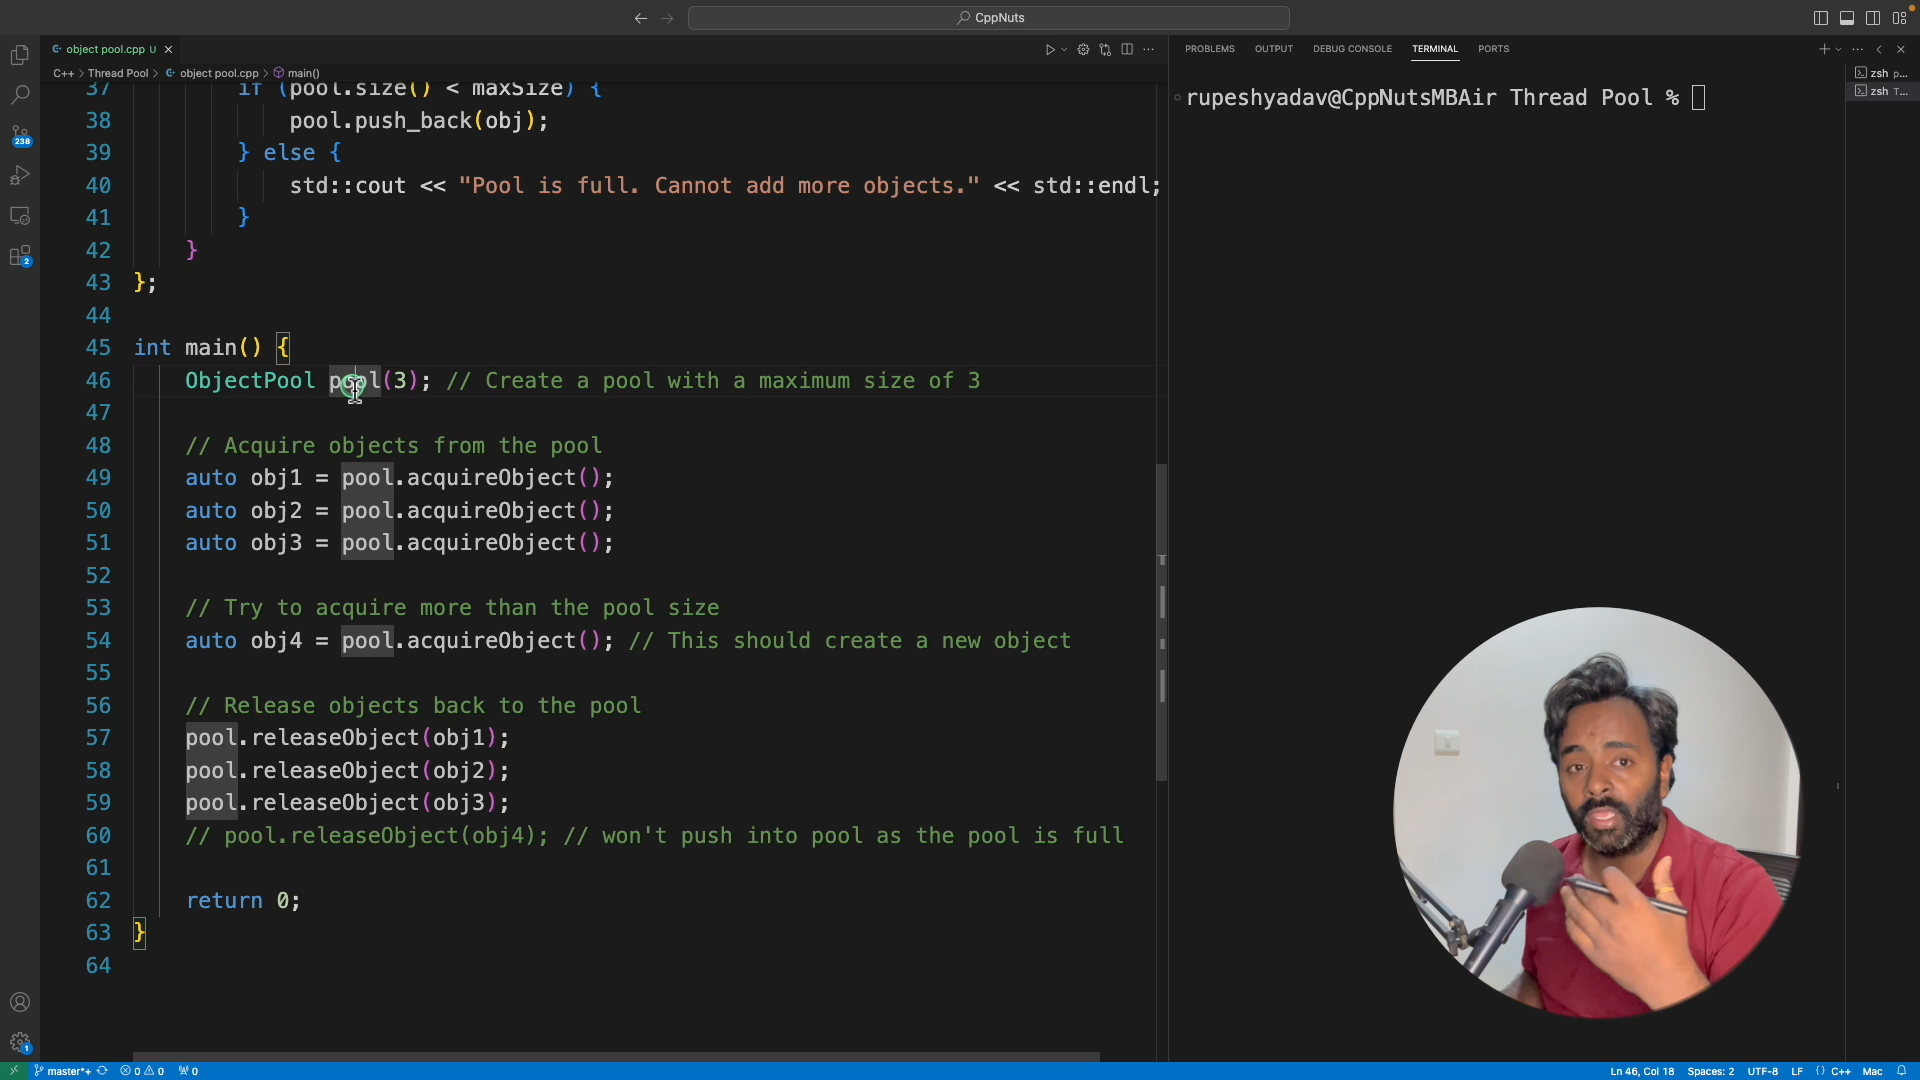 CppNuts
object pool.cpp U
PROBLEMS OUTPUT DEBUG CONSOLE TERMINAL PORTS
C++ > Thread Pool > object pool.cpp > main()
zsh p...
zsh T...
rupeshyadav@CppNutsMBAir Thread Pool %
37 if (pool.size() < maxSize) {
38 pool.push_back(obj);
39 } else {
40 std::cout << "Pool is full. Cannot add more objects." << std::endl;
41 }
42 }
43 };
44
45 int main() {
46 ObjectPool pool(3); // Create a pool with a maximum size of 3
47
48 // Acquire objects from the pool
49 auto obj1 = pool.acquireObject();
50 auto obj2 = pool.acquireObject();
51 auto obj3 = pool.acquireObject();
52
53 // Try to acquire more than the pool size
54 auto obj4 = pool.acquireObject(); // This should create a new object
55
56 // Release objects back to the pool
57 pool.releaseObject(obj1);
58 pool.releaseObject(obj2);
59 pool.releaseObject(obj3);
60 // pool.releaseObject(obj4); // won't push into pool as the pool is full
61
62 return 0;
63 }
64
238
2
1
master*+ 0 0 0
Ln 46, Col 18 Spaces: 2 UTF-8 LF {} C++ Mac